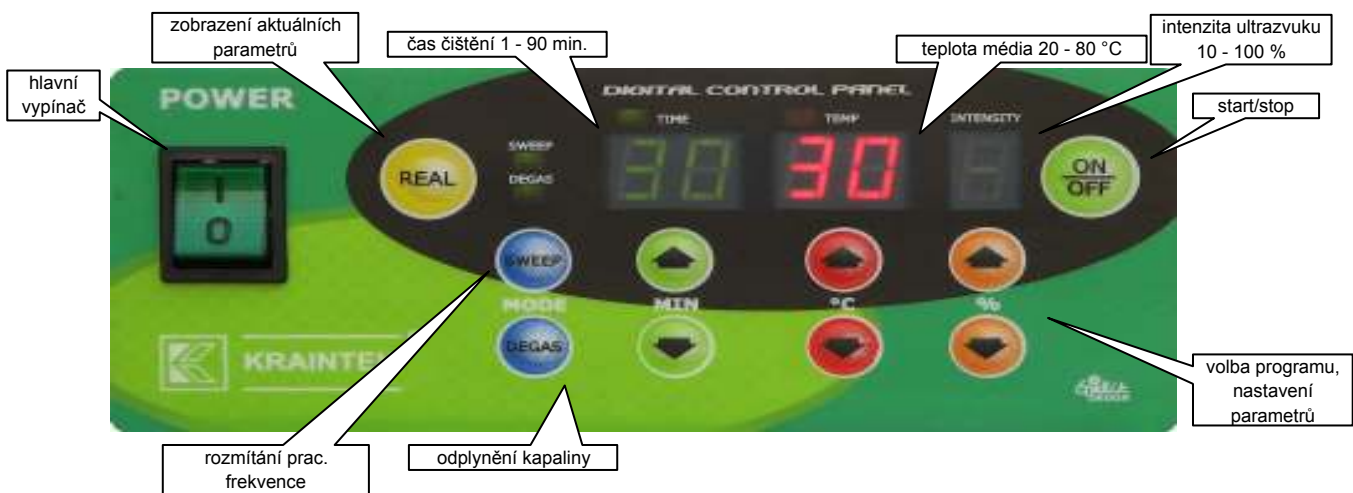 zobrazení aktuálních
parametrů
čas čištění 1 - 90 min.
teplota média 20 - 80 °C
intenzita ultrazvuku
10 - 100 %
hlavní
vypínač
start/stop
POWER
DIGITAL CONTROL PANEL
TIME
TEMP
INTENSITY
I
O
REAL
SWEEP
DEGAS
30
30
ON
OFF
SWEEP
MODE
MIN
°C
%
DEGAS
KRAINTEK
volba programu,
nastavení
parametrů
rozmítání prac.
frekvence
odplynění kapaliny